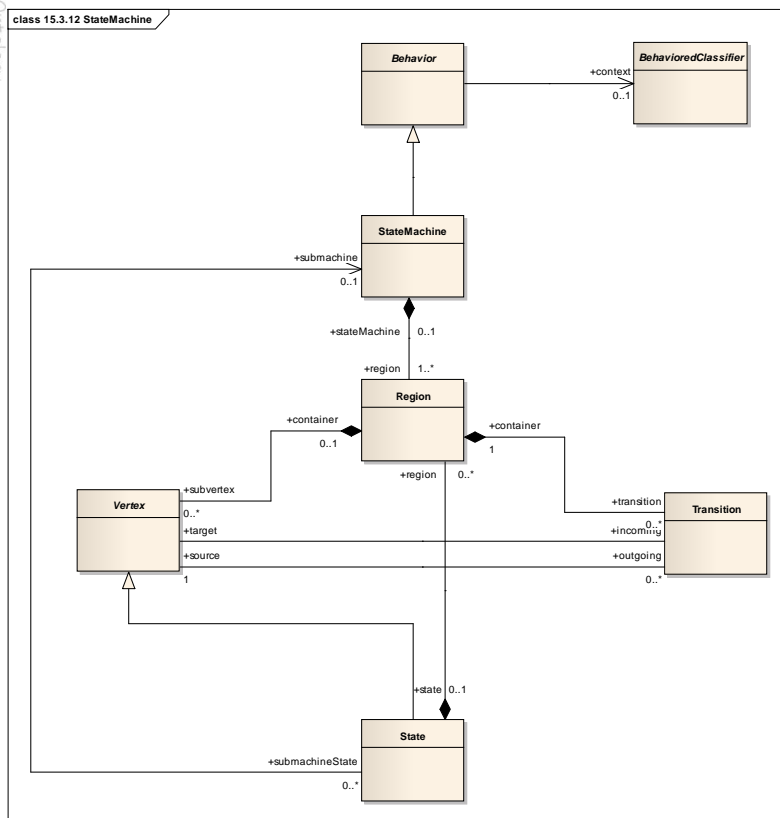 class 15.3.12 StateMachine
Behavior
BehavioredClassifier
+context
0..1
StateMachine
+submachine
0..1
+stateMachine 0..1
+region 1..*
Region
+container
0..1
+container
1
+region 0..*
+subvertex
0..*
Vertex
+target
+source
1
+transition
0..*
+incoming
+outgoing
0..*
Transition
+state 0..1
State
+submachineState
0..*